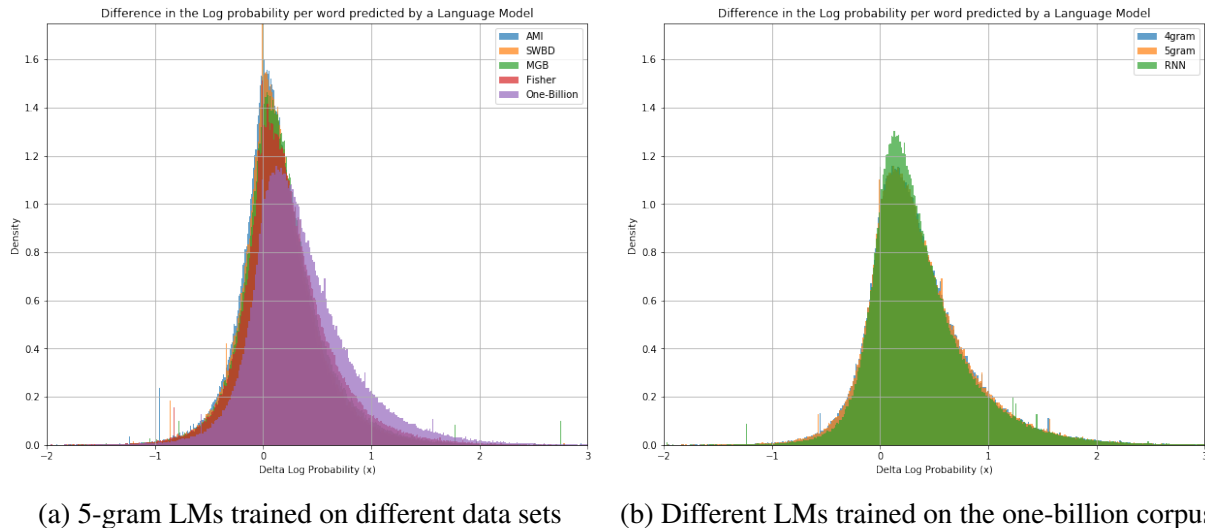 Difference in the Log probability per word predicted by a Language Model
AMI
SWBD
MGB
Fisher
One-Billion
1.6
1.4
1.2
1.0
0.8
0.6
0.4
0.2
0.0
Density
−2
−1
0
1
2
3
Delta Log Probability (x)
(a) 5-gram LMs trained on different data sets
Difference in the Log probability per word predicted by a Language Model
4gram
5gram
RNN
1.6
1.4
1.2
1.0
0.8
0.6
0.4
0.2
0.0
Density
−2
−1
0
1
2
3
Delta Log Probability (x)
(b) Different LMs trained on the one-billion corpus